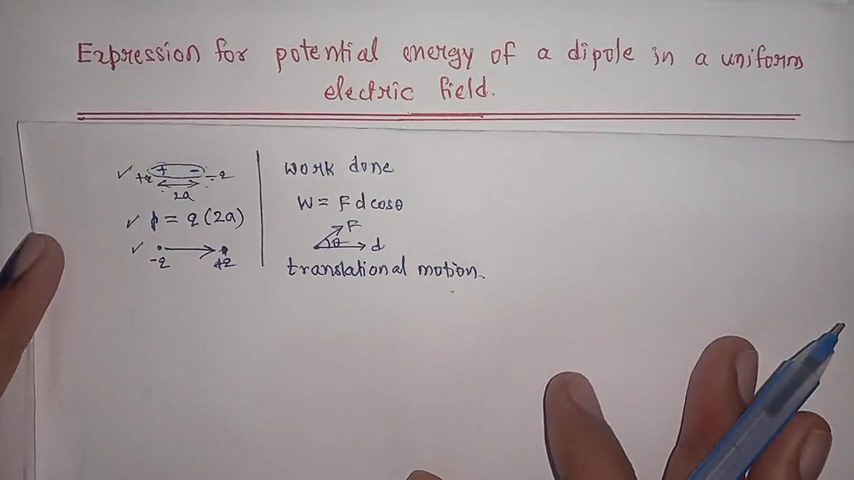 Expression for potential energy of a dipole in a uniform
electric field.
✓ +q + - -q
2a
✓ p = q (2a)
✓ -q +q
work done
W = F d cosθ
F
θ d
translational motion.